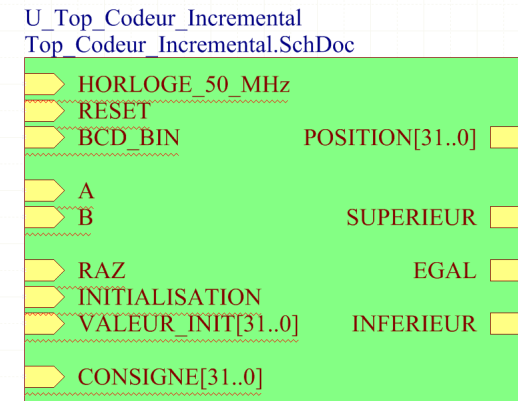 U_Top_Codeur_Incremental
Top_Codeur_Incremental.SchDoc
HORLOGE_50_MHz
RESET
BCD_BIN
POSITION[31..0]
A
B
SUPERIEUR
RAZ
EGAL
INITIALISATION
VALEUR_INIT[31..0]
INFERIEUR
CONSIGNE[31..0]